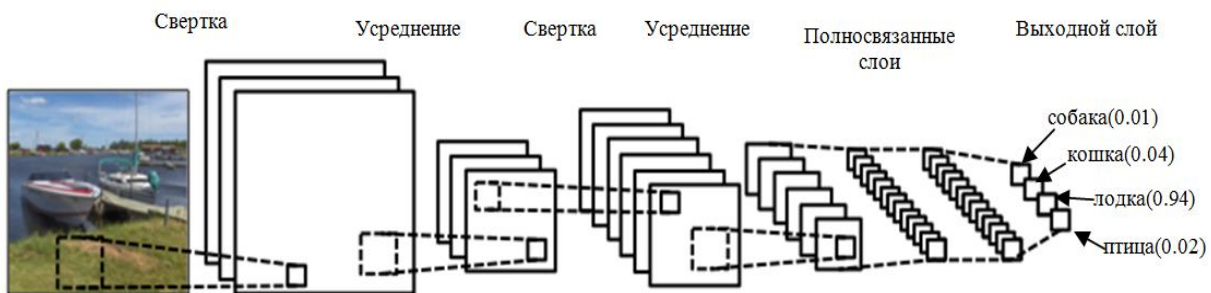 Свертка
Усреднение
Свертка
Усреднение
Полносвязанные
слои
Выходной слой
собака(0.01)
кошка(0.04)
лодка(0.94)
птица(0.02)